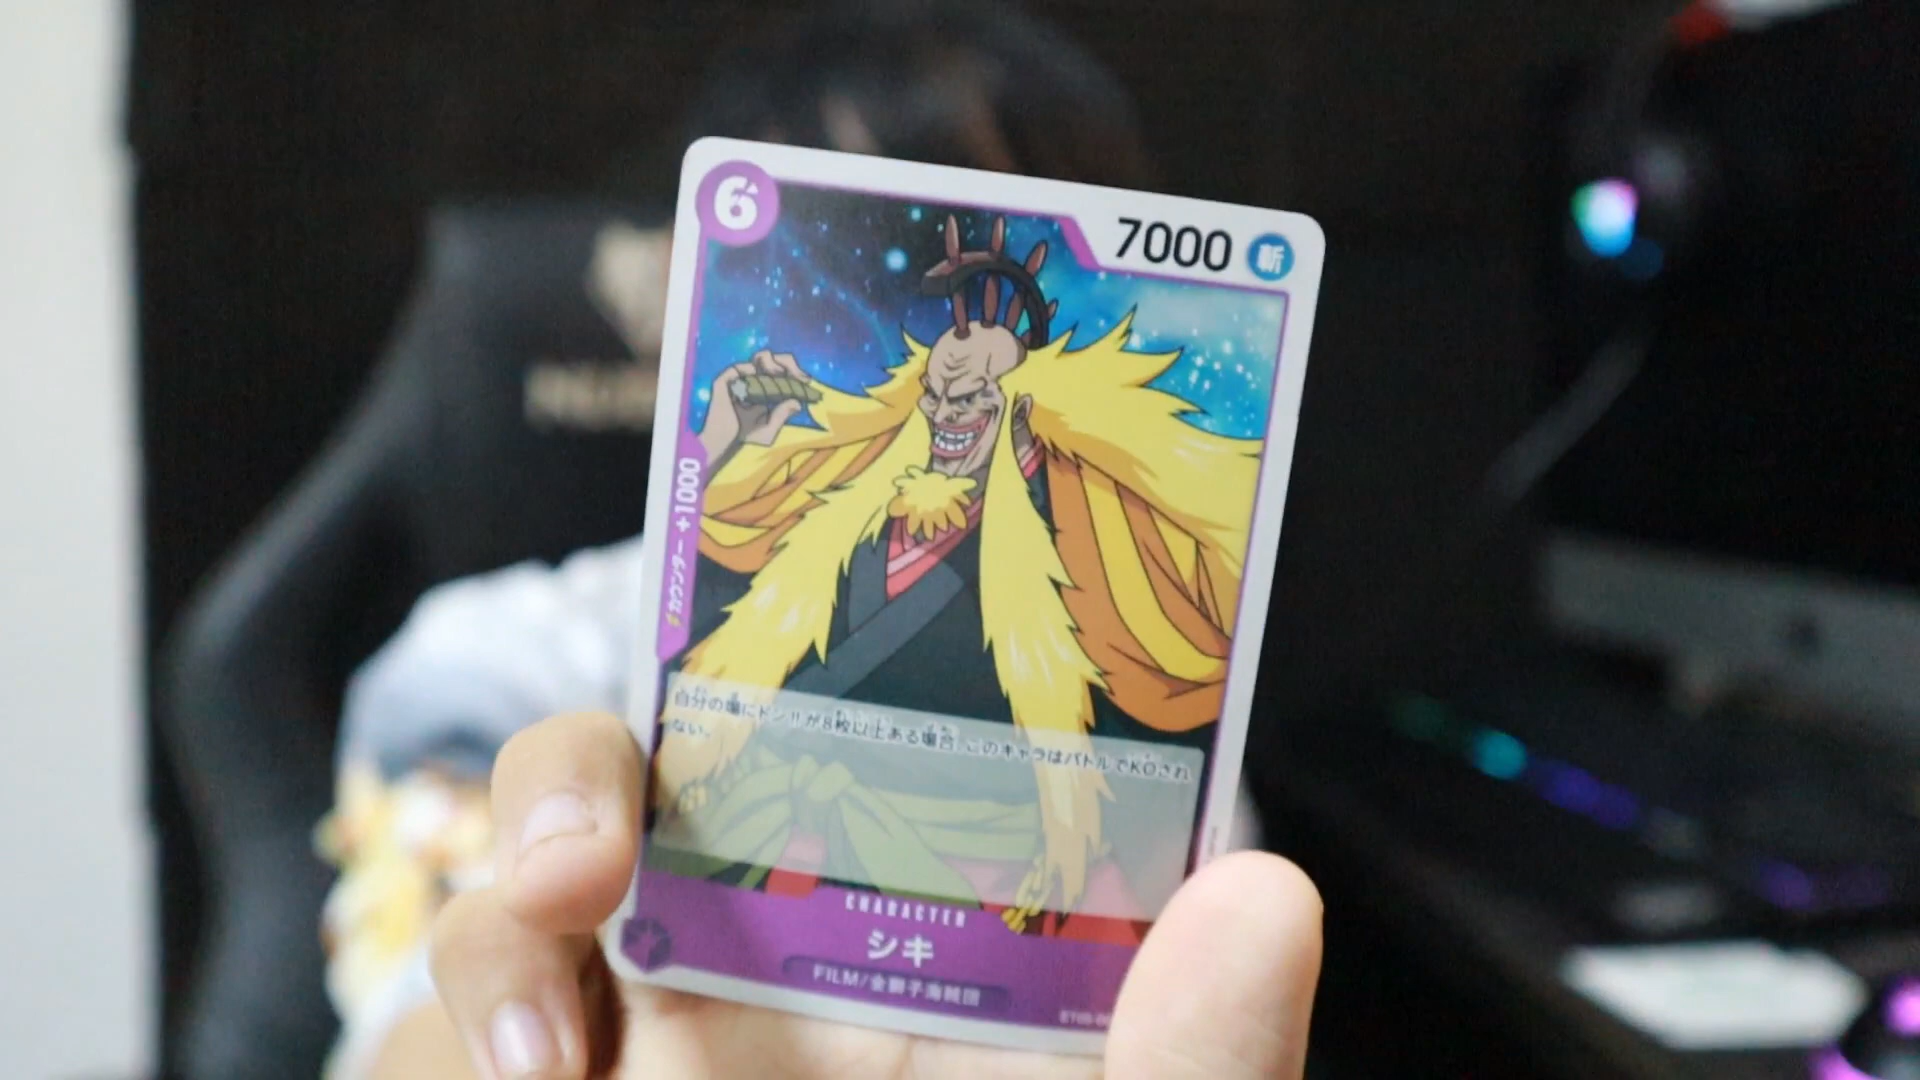 6
7000 斬
カウンター +1000
自分の場にドン!!が8枚以上ある場合、このキャラはバトルでKOされ
ない。
CHARACTER
シキ
FILM/金獅子海賊団